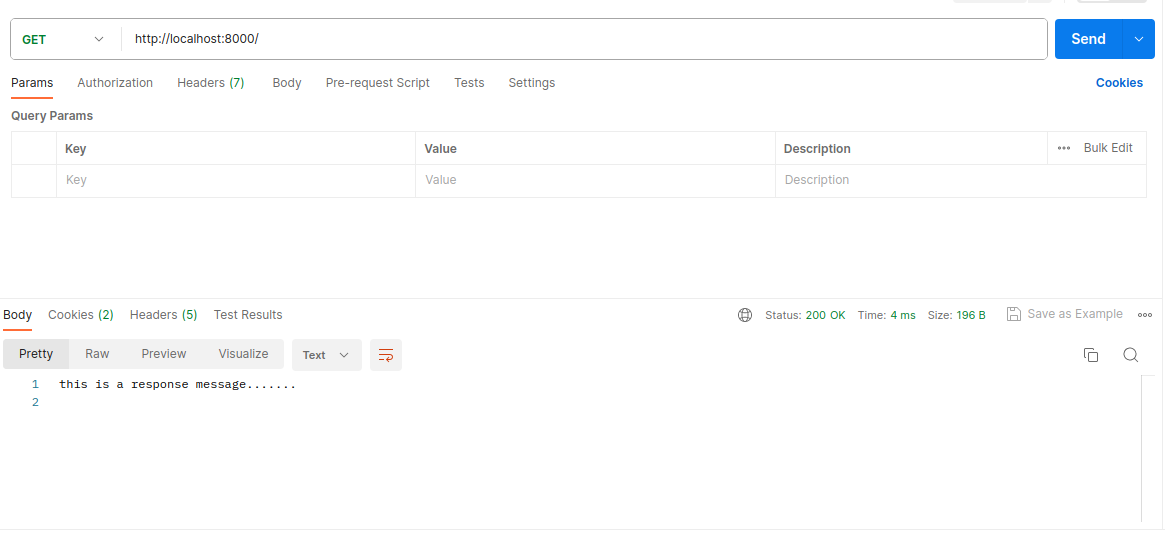 GET http://localhost:8000/ Send
Params Authorization Headers (7) Body Pre-request Script Tests Settings Cookies
Query Params
Key Value Description Bulk Edit
Key Value Description
Body Cookies (2) Headers (5) Test Results Status: 200 OK Time: 4 ms Size: 196 B Save as Example
Pretty Raw Preview Visualize Text
1 this is a response message.......
2